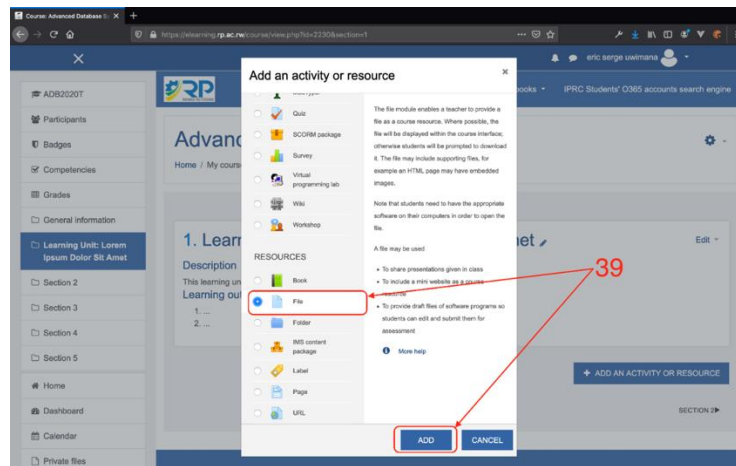 Course: Advanced Database S
https://elearning.rp.ac.rw/course/view.php?id=2230&section=1
eric serge uwimana
ADB2020T
Participants
Badges
Competencies
Grades
General information
Learning Unit: Lorem
Ipsum Dolor Sit Amet
Section 2
Section 3
Section 4
Section 5
Home
Dashboard
Calendar
Private files
RP
ooks
IPRC Students' O365 accounts search engine
Advanc
Home / My cours
1. Learn
net
Edit
Description
This learning un
Learning out
1. ...
2. ...
+ ADD AN ACTIVITY OR RESOURCE
SECTION 2
Add an activity or resource
×
Quiz
SCORM package
Survey
Virtual
programming lab
Wiki
Workshop
RESOURCES
Book
File
Folder
IMS content
package
Label
Page
URL
The file module enables a teacher to provide a
file as a course resource. Where possible, the
file will be displayed within the course interface;
otherwise students will be prompted to download
it. The file may include supporting files, for
example an HTML page may have embedded
images.
Note that students need to have the appropriate
software on their computers in order to open the
file.
A file may be used
• To share presentations given in class
• To include a mini website as a course
resource
• To provide draft files of software programs so
students can edit and submit them for
assessment
More help
ADD
CANCEL
39